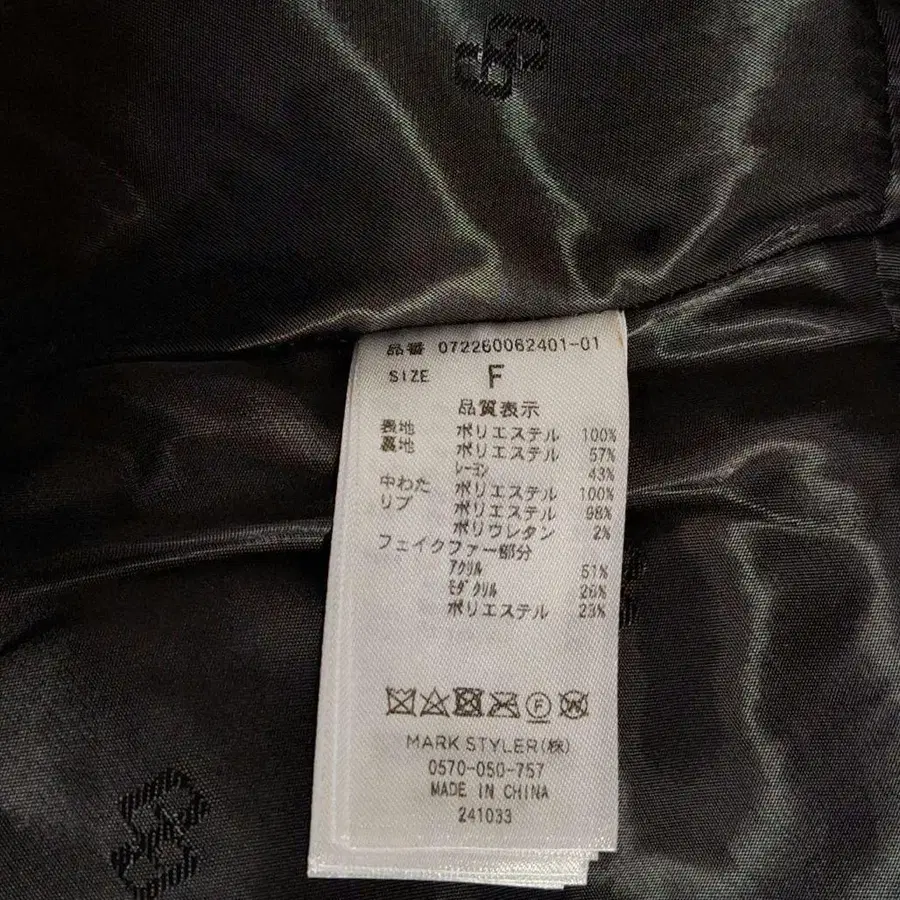 品番 072260062401-01
SIZE F
品質表示
表地 ポリエステル 100%
裏地 ポリエステル 57%
レーヨン 43%
中わた ポリエステル 100%
リブ ポリエステル 98%
ポリウレタン 2%
フェイクファー部分
アクリル 51%
モダクリル 26%
ポリエステル 23%
F W
MARK STYLER(株)
0570-050-757
MADE IN CHINA
241033